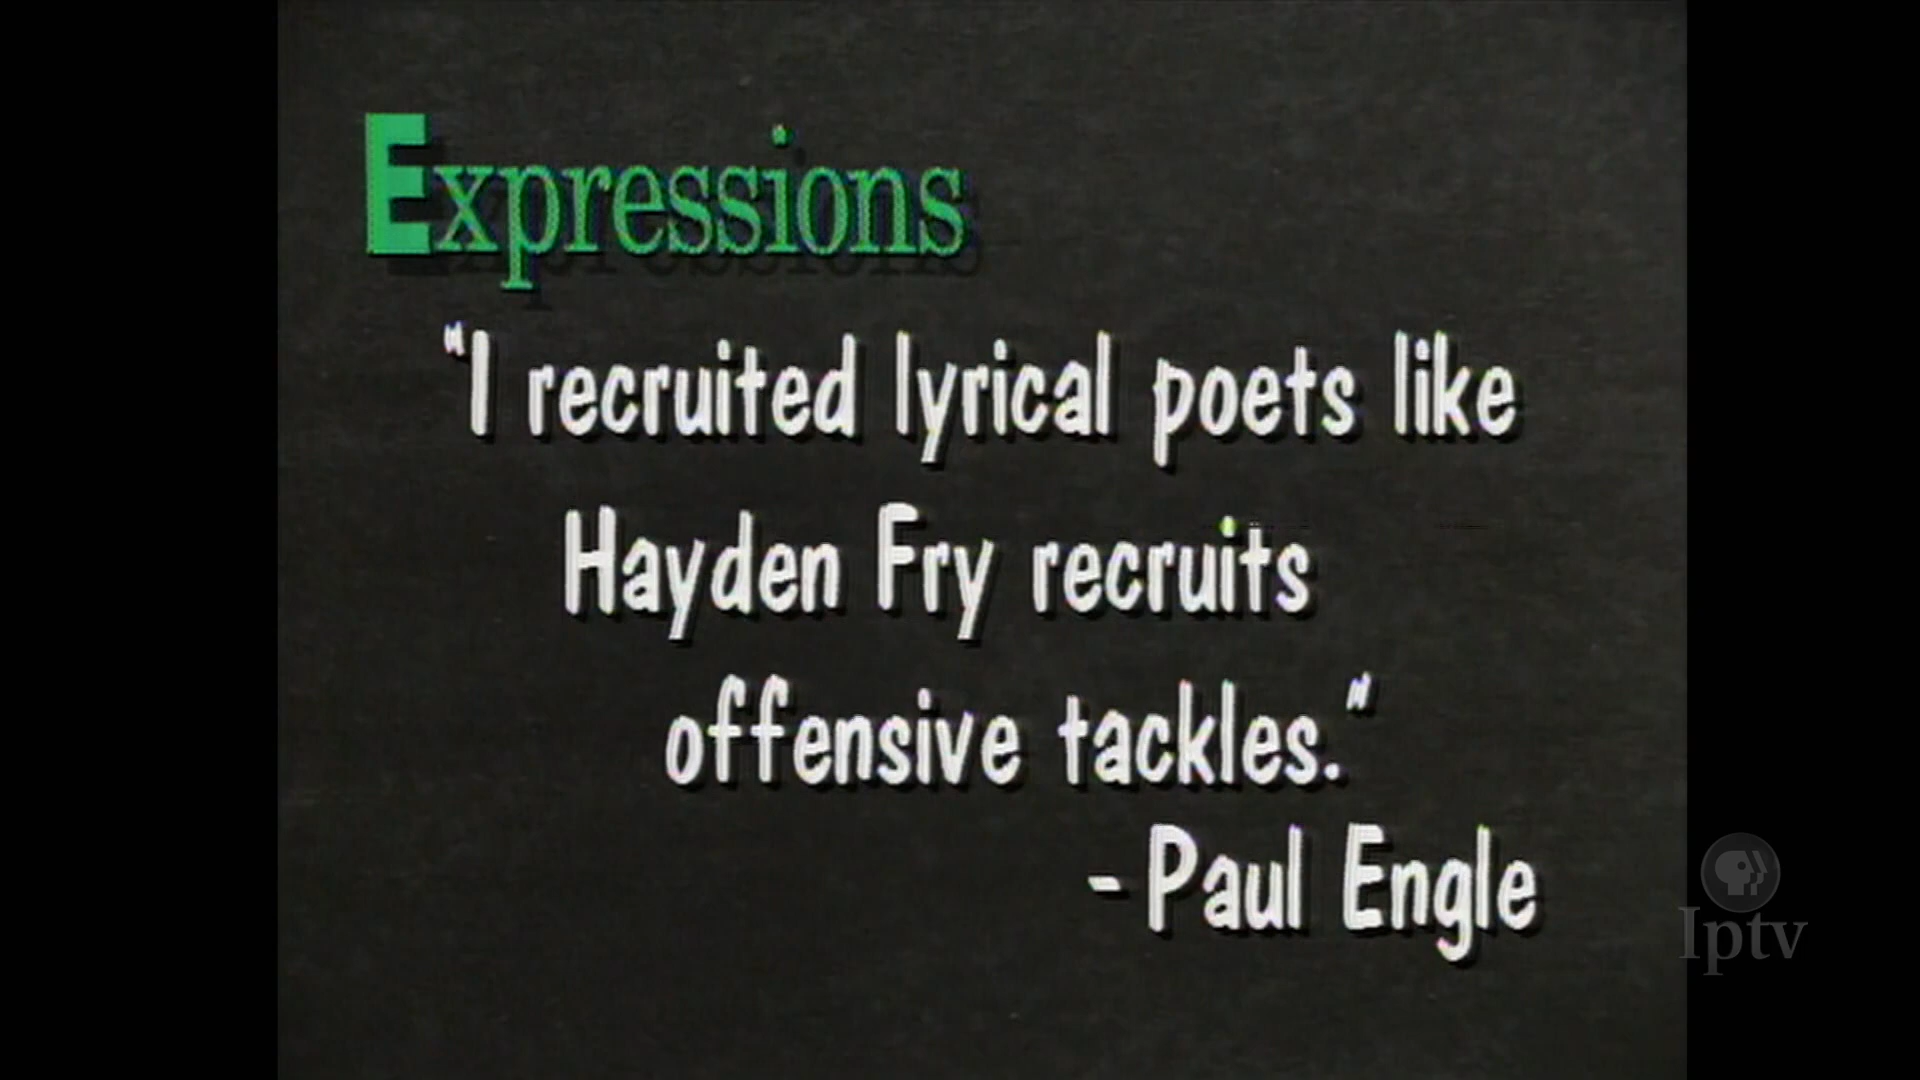 Expressions
"I recruited lyrical poets like
Hayden Fry recruits
offensive tackles."
- Paul Engle
Iptv